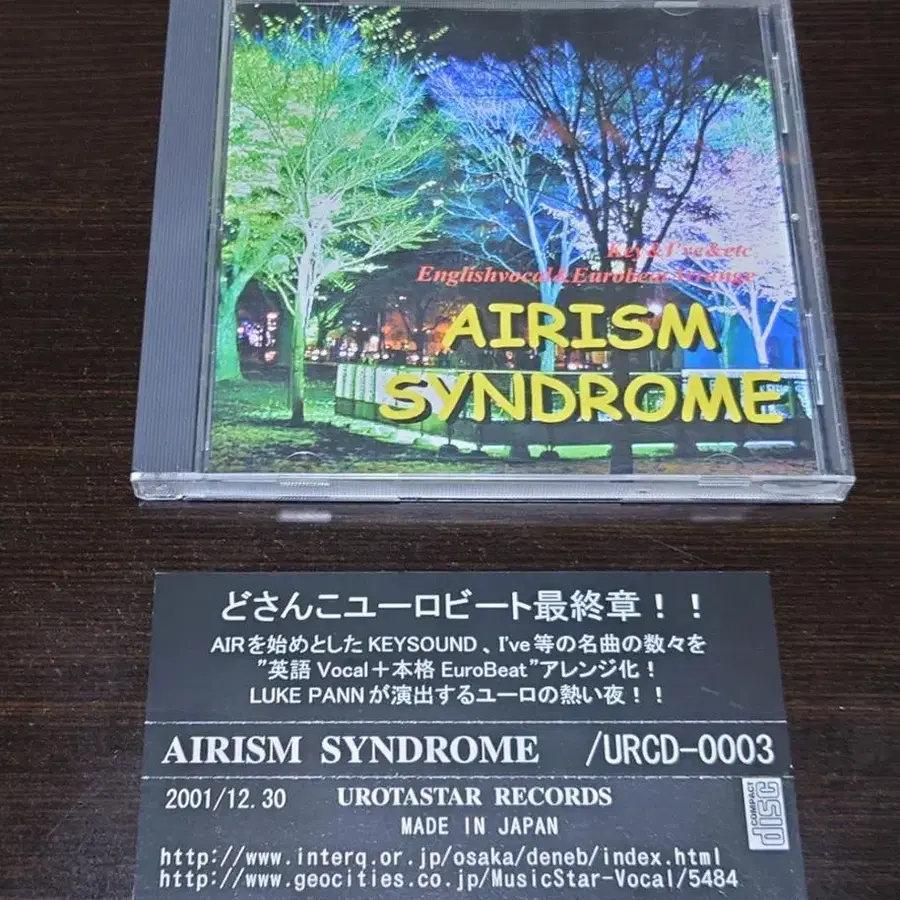 Key&I've&etc
Englishvocal&Eurobeat Arrange
AIRISM
SYNDROME
どさんこユーロビート最終章！！
AIRを始めとしたKEYSOUND、I've等の名曲の数々を
”英語Vocal＋本格EuroBeat”アレンジ化！
LUKE PANNが演出するユーロの熱い夜！！
AIRISM SYNDROME /URCD-0003
2001/12.30 UROTASTAR RECORDS
MADE IN JAPAN
COMPACT
disc
http://www.interq.or.jp/osaka/deneb/index.html
http://www.geocities.co.jp/MusicStar-Vocal/5484